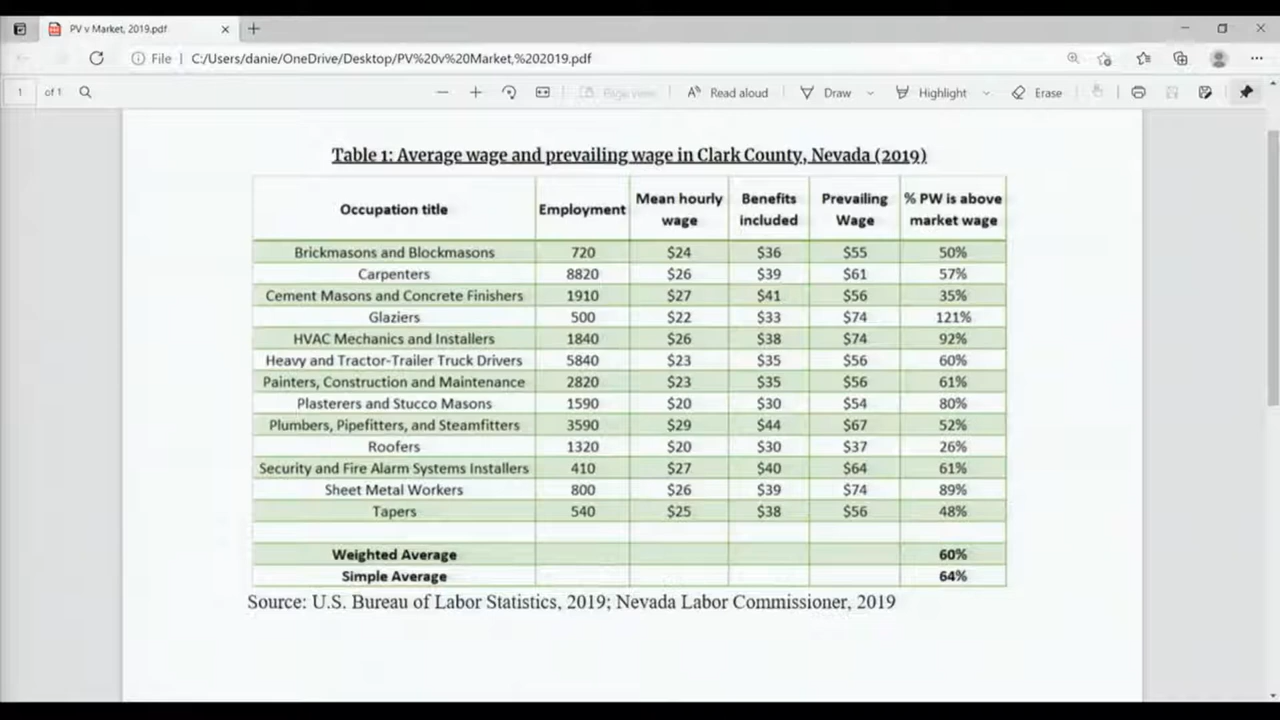 PV v Market, 2019.pdf
File | C:/Users/danie/OneDrive/Desktop/PV%20v%20Market,%202019.pdf
1 of 1 Read aloud Draw Highlight Erase
Table 1: Average wage and prevailing wage in Clark County, Nevada (2019)
Occupation title Employment Mean hourly wage Benefits included Prevailing Wage % PW is above market wage
Brickmasons and Blockmasons 720 $24 $36 $55 50%
Carpenters 8820 $26 $39 $61 57%
Cement Masons and Concrete Finishers 1910 $27 $41 $56 35%
Glaziers 500 $22 $33 $74 121%
HVAC Mechanics and Installers 1840 $26 $38 $74 92%
Heavy and Tractor-Trailer Truck Drivers 5840 $23 $35 $56 60%
Painters, Construction and Maintenance 2820 $23 $35 $56 61%
Plasterers and Stucco Masons 1590 $20 $30 $54 80%
Plumbers, Pipefitters, and Steamfitters 3590 $29 $44 $67 52%
Roofers 1320 $20 $30 $37 26%
Security and Fire Alarm Systems Installers 410 $27 $40 $64 61%
Sheet Metal Workers 800 $26 $39 $74 89%
Tapers 540 $25 $38 $56 48%
Weighted Average 60%
Simple Average 64%
Source: U.S. Bureau of Labor Statistics, 2019; Nevada Labor Commissioner, 2019